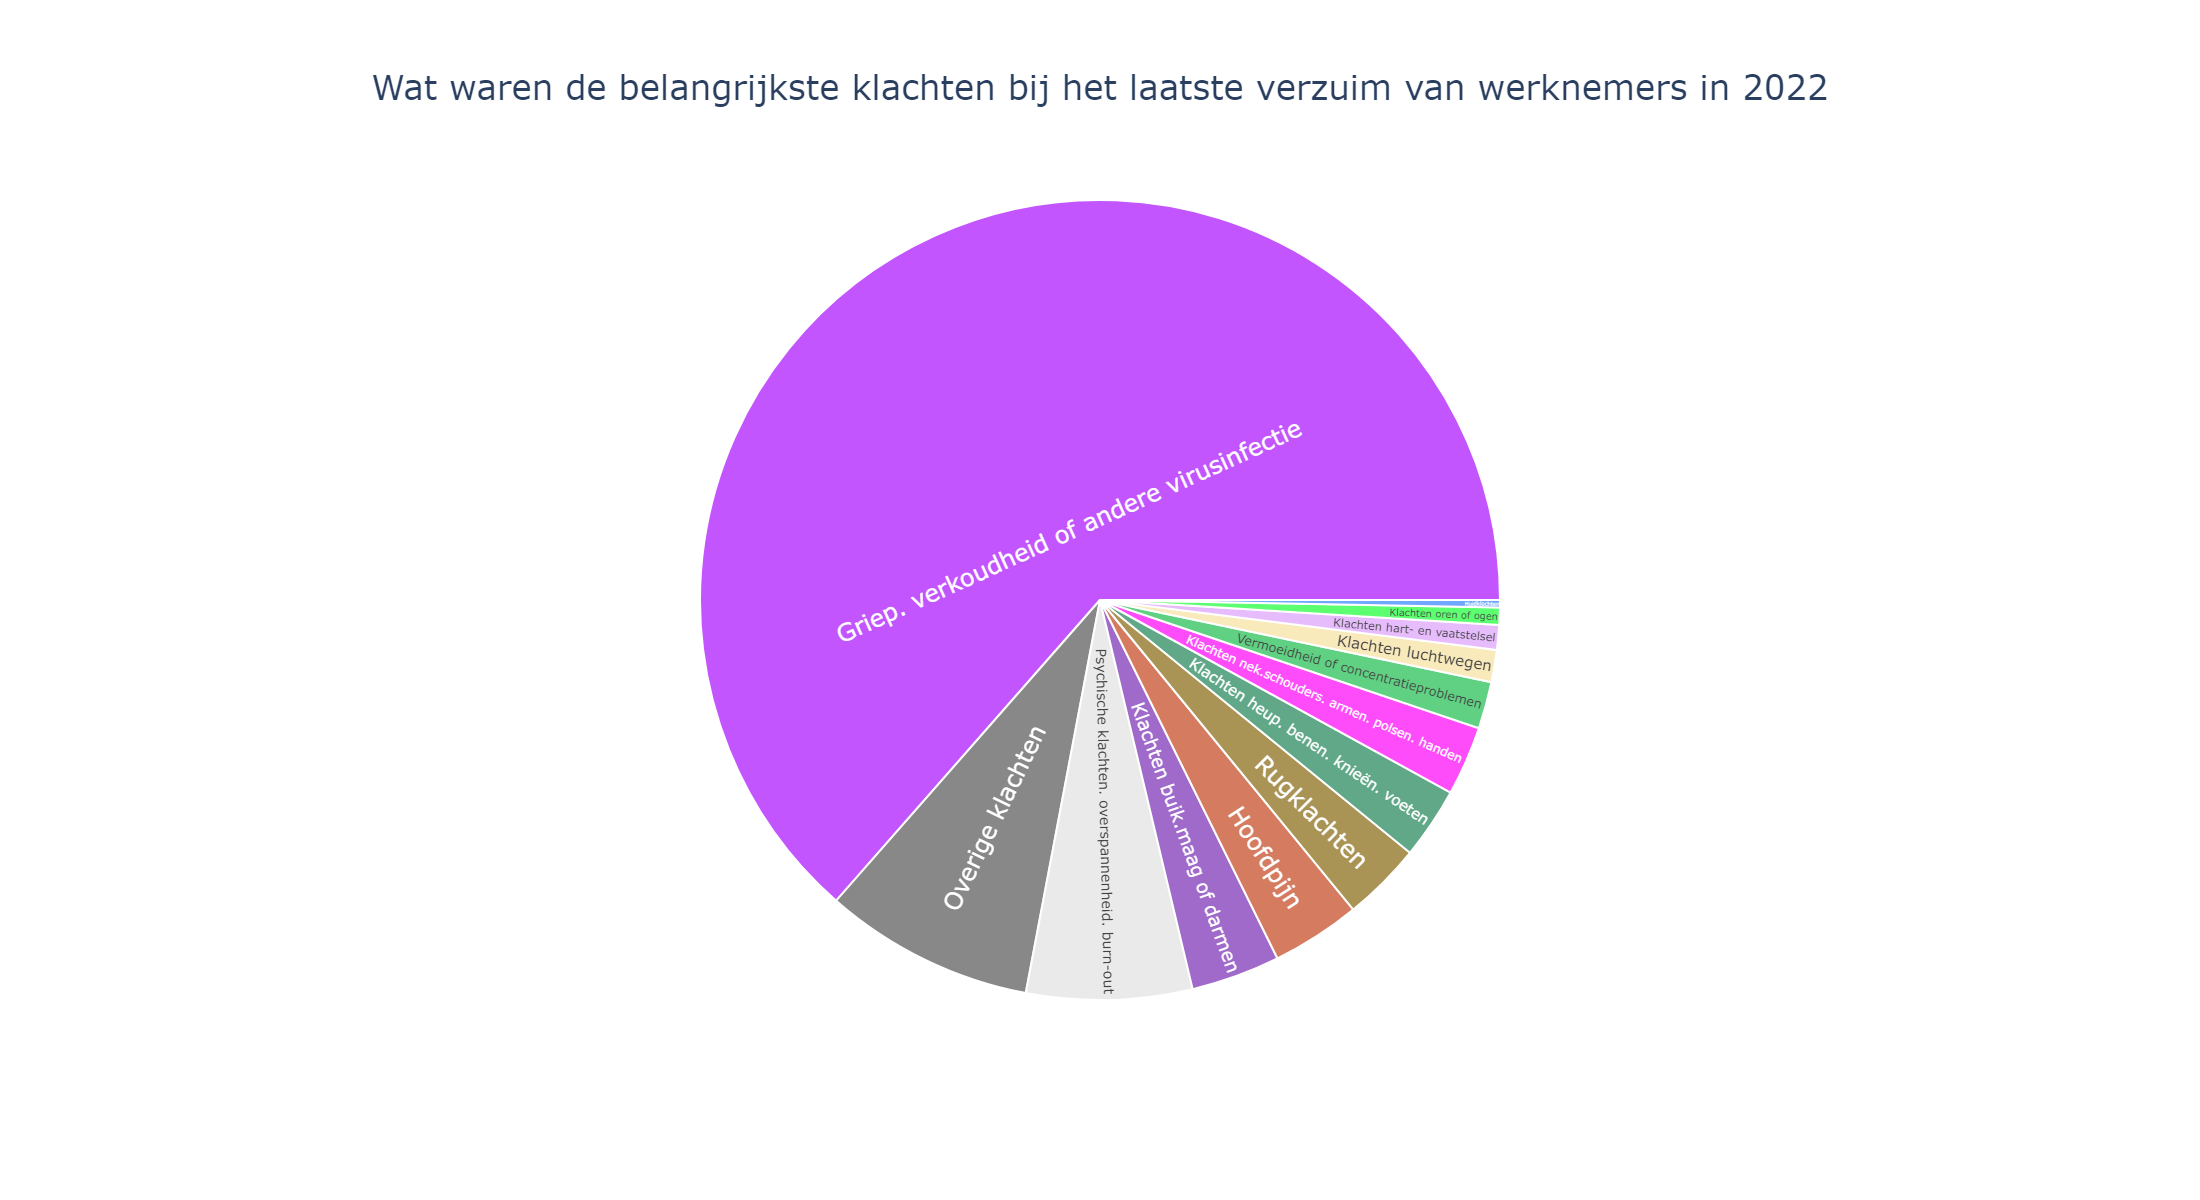 Wat waren de belangrijkste klachten bij het laatste verzuim van werknemers in 2022
Griep. verkoudheid of andere virusinfectie
Klachten oren of ogen
Klachten hart- en vaatstelsel
Klachten luchtwegen
Vermoeidheid of concentratieproblemen
Klachten nek.schouders. armen. polsen. handen
Klachten heup. benen. knieën. voeten
Rugklachten
Hoofdpijn
Klachten buik.maag of darmen
Psychische klachten. overspannenheid. burn-out
Overige klachten